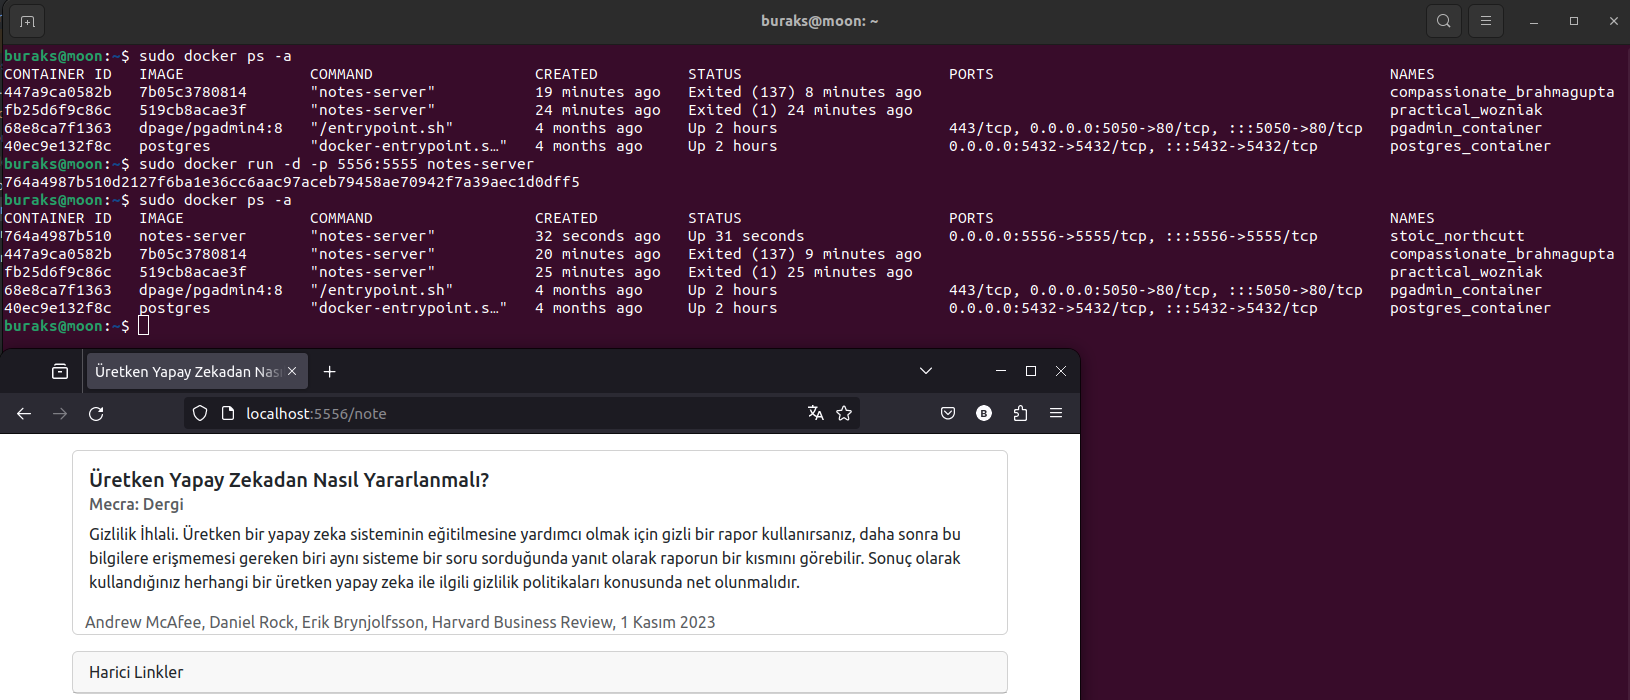 buraks@moon: ~
buraks@moon:~$ sudo docker ps -a
CONTAINER ID   IMAGE              COMMAND                  CREATED          STATUS                       PORTS                                            NAMES
447a9ca0582b   7b05c3780814       "notes-server"           19 minutes ago   Exited (137) 8 minutes ago                                                    compassionate_brahmagupta
fb25d6f9c86c   519cb8acae3f       "notes-server"           24 minutes ago   Exited (1) 24 minutes ago                                                     practical_wozniak
68e8ca7f1363   dpage/pgadmin4:8   "/entrypoint.sh"         4 months ago     Up 2 hours                   443/tcp, 0.0.0.0:5050->80/tcp, :::5050->80/tcp   pgadmin_container
40ec9e132f8c   postgres           "docker-entrypoint.s…"   4 months ago     Up 2 hours                   0.0.0.0:5432->5432/tcp, :::5432->5432/tcp        postgres_container
buraks@moon:~$ sudo docker run -d -p 5556:5555 notes-server
764a4987b510d2127f6ba1e36cc6aac97aceb79458ae70942f7a39aec1d0dff5
buraks@moon:~$ sudo docker ps -a
CONTAINER ID   IMAGE              COMMAND                  CREATED          STATUS                       PORTS                                            NAMES
764a4987b510   notes-server       "notes-server"           32 seconds ago   Up 31 seconds                0.0.0.0:5556->5555/tcp, :::5556->5555/tcp        stoic_northcutt
447a9ca0582b   7b05c3780814       "notes-server"           20 minutes ago   Exited (137) 9 minutes ago                                                    compassionate_brahmagupta
fb25d6f9c86c   519cb8acae3f       "notes-server"           25 minutes ago   Exited (1) 25 minutes ago                                                     practical_wozniak
68e8ca7f1363   dpage/pgadmin4:8   "/entrypoint.sh"         4 months ago     Up 2 hours                   443/tcp, 0.0.0.0:5050->80/tcp, :::5050->80/tcp   pgadmin_container
40ec9e132f8c   postgres           "docker-entrypoint.s…"   4 months ago     Up 2 hours                   0.0.0.0:5432->5432/tcp, :::5432->5432/tcp        postgres_container
buraks@moon:~$
Üretken Yapay Zekadan Nas
localhost:5556/note
B
Üretken Yapay Zekadan Nasıl Yararlanmalı?
Mecra: Dergi
Gizlilik İhlali. Üretken bir yapay zeka sisteminin eğitilmesine yardımcı olmak için gizli bir rapor kullanırsanız, daha sonra bu
bilgilere erişmemesi gereken biri aynı sisteme bir soru sorduğunda yanıt olarak raporun bir kısmını görebilir. Sonuç olarak
kullandığınız herhangi bir üretken yapay zeka ile ilgili gizlilik politikaları konusunda net olunmalıdır.
Andrew McAfee, Daniel Rock, Erik Brynjolfsson, Harvard Business Review, 1 Kasım 2023
Harici Linkler